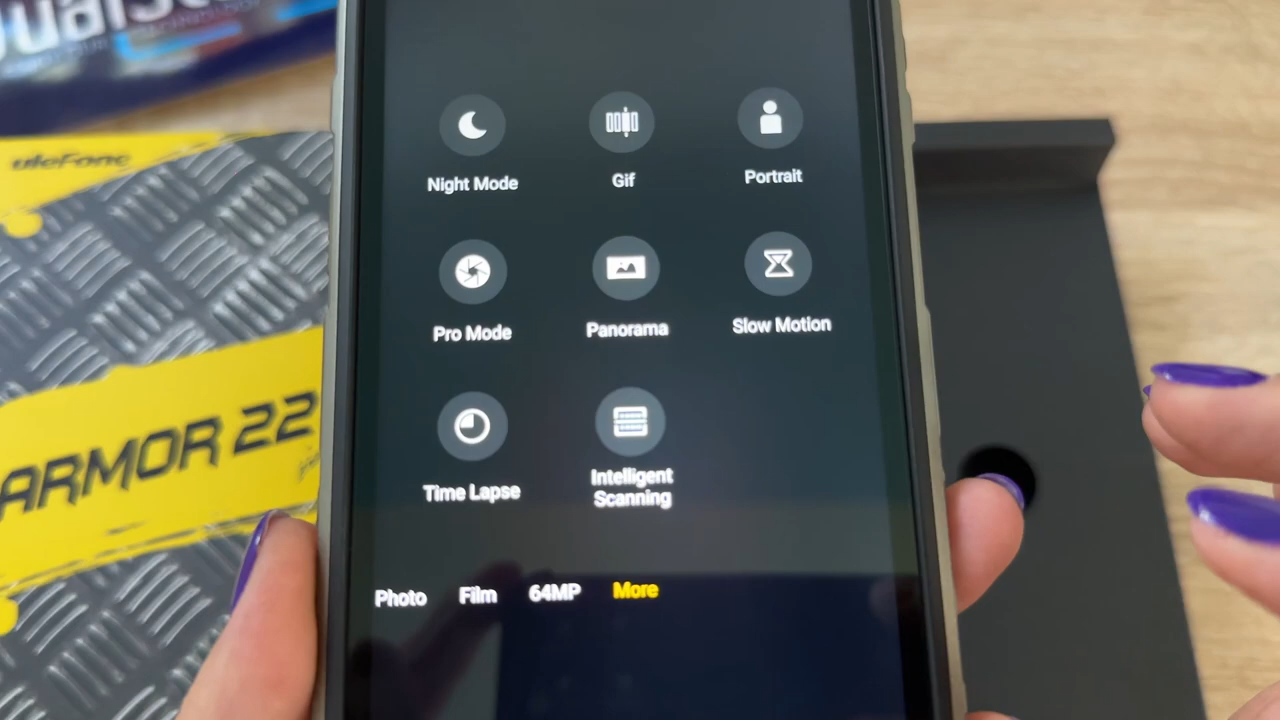 uleFone
ARMOR 22
Night Mode
Gif
Portrait
Pro Mode
Panorama
Slow Motion
Time Lapse
Intelligent
Scanning
Photo
Film
64MP
More